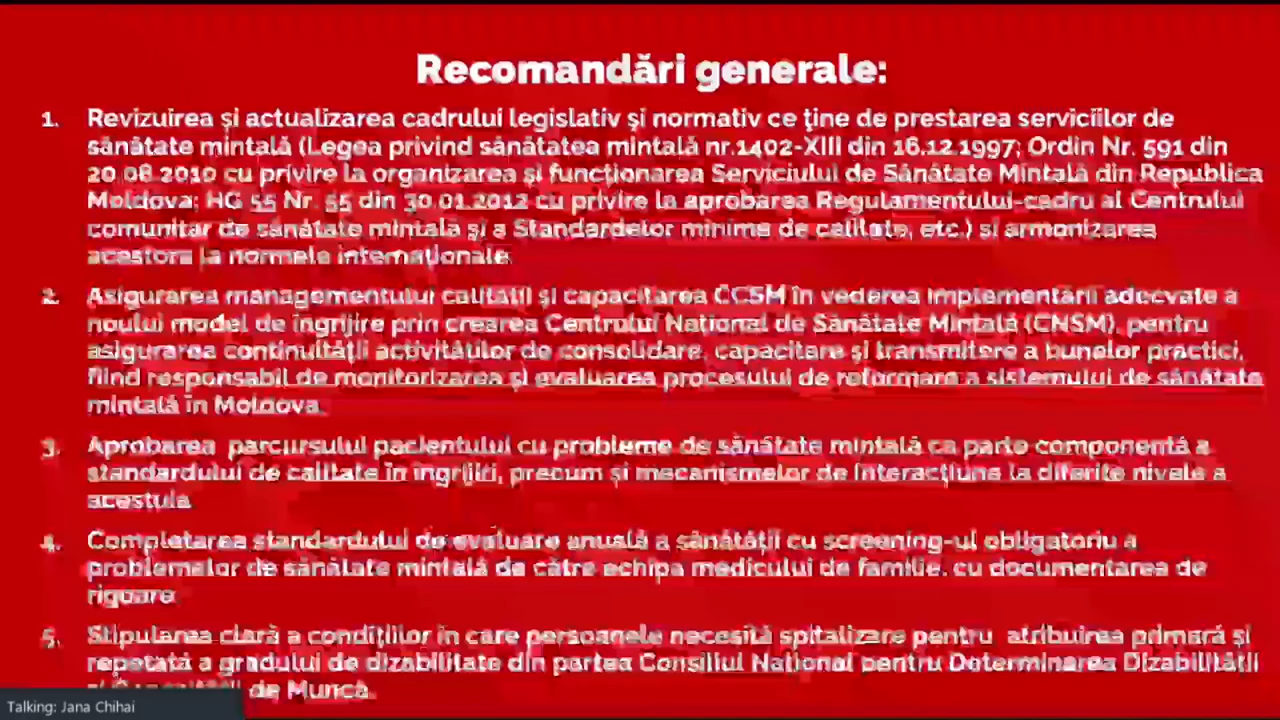 Recomandări generale:
1. Revizuirea și actualizarea cadrului legislativ și normativ ce ţine de prestarea serviciilor de
sănătate mintală (Legea privind sănătatea mintală nr.1402-XIII din 16.12.1997; Ordin Nr. 591 din
20.08.2010 cu privire la organizarea și funcționarea Serviciului de Sănătate Mintală din Republica
Moldova; HG 55 Nr. 55 din 30.01.2012 cu privire la aprobarea Regulamentului-cadru al Centrului
comunitar de sănătate mintală și a Standardelor minime de calitate, etc.) și armonizarea
acestora la normele internaționale.
2. Asigurarea managementului calității și capacitarea CCSM în vederea implementării adecvate a
noului model de îngrijire prin crearea Centrului Național de Sănătate Mintală (CNSM), pentru
asigurarea continuității activităților de consolidare, capacitare și transmitere a bunelor practici,
fiind responsabil de monitorizarea și evaluarea procesului de reformare a sistemului de sănătate
mintală în Moldova.
3. Aprobarea parcursului pacientului cu probleme de sănătate mintală ca parte componentă a
standardului de calitate în îngrijiri, precum și mecanismelor de interacțiune la diferite nivele a
acestuia.
4. Completarea standardului de evaluare anuală a sănătății cu screening-ul obligatoriu a
problemelor de sănătate mintală de către echipa medicului de familie, cu documentarea de
rigoare.
5. Stipularea clară a condițiilor în care persoanele necesită spitalizare pentru atribuirea primară și
repetată a gradului de dizabilitate din partea Consiliul Național pentru Determinarea Dizabilității
de Muncă.
Talking: Jana Chihai